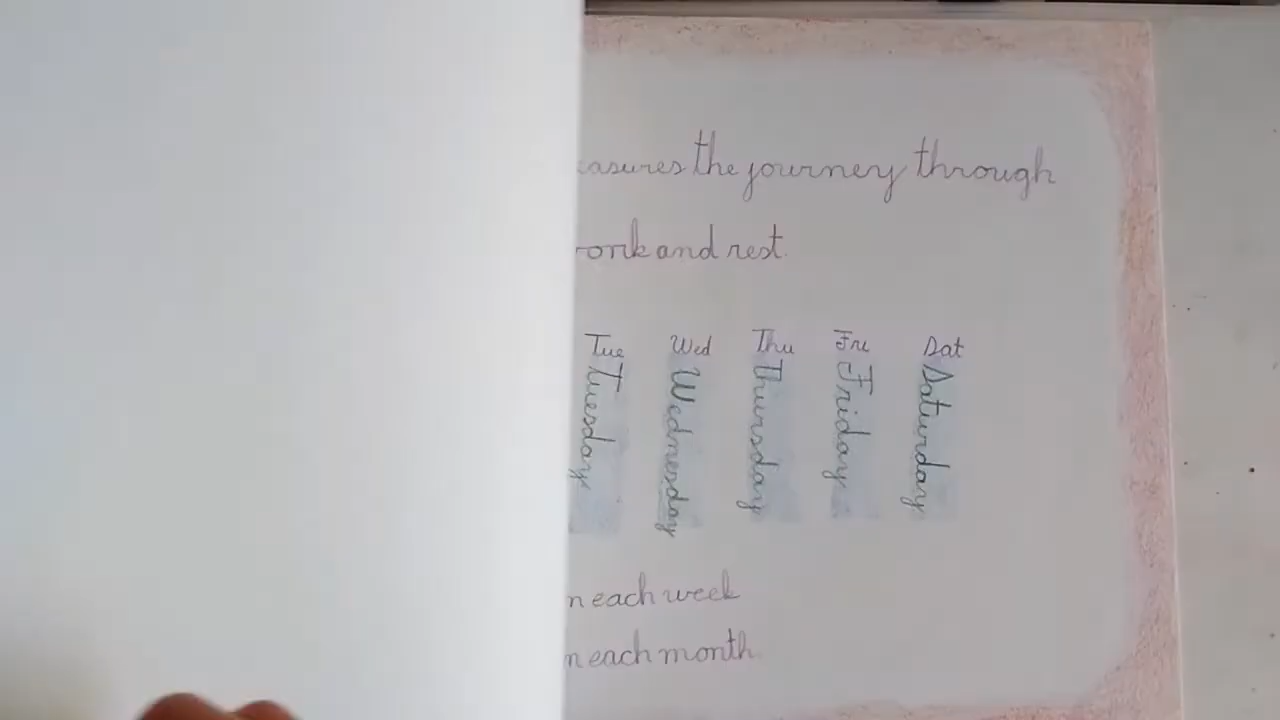 easures the journey through
ork and rest.
Tue Wed Thu Fri Sat
Tuesday Wednesday Thursday Friday Saturday
n each week
n each month